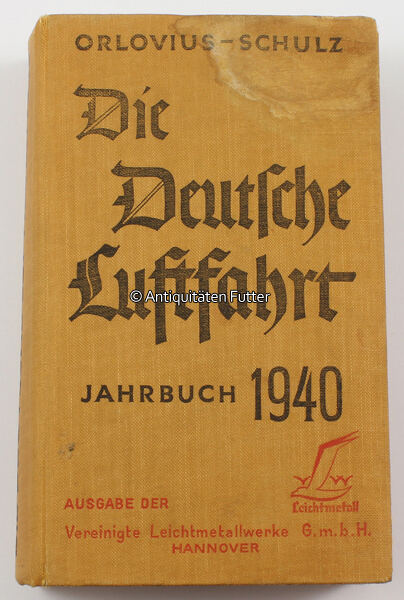 ORLOVIUS-SCHULZ
Die
Deutsche
Luftfahrt
© Antiquitäten Futter
JAHRBUCH 1940
Leichtmetall
AUSGABE DER
Vereinigte Leichtmetallwerke G.m.b.H.
HANNOVER